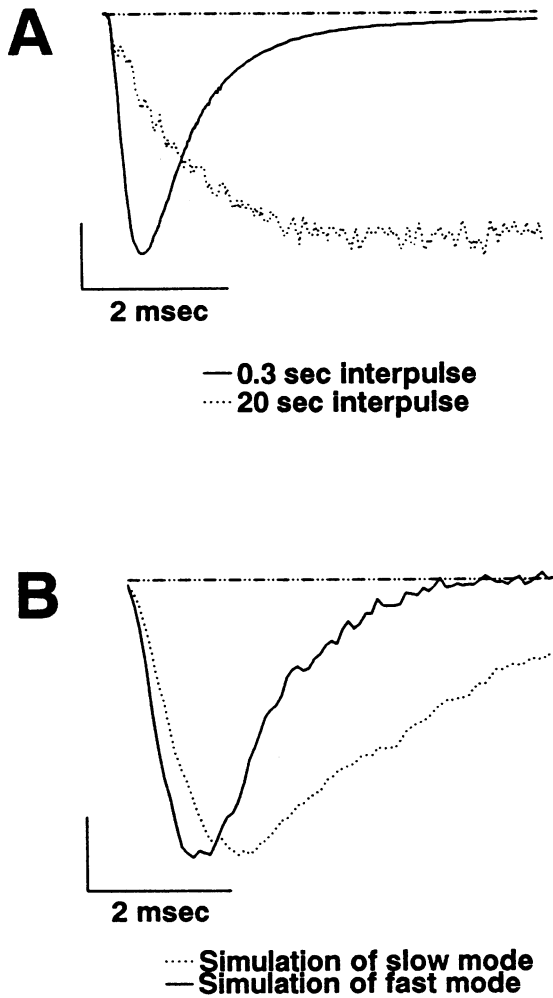 A
2 msec
0.3 sec interpulse
20 sec interpulse
B
2 msec
Simulation of slow mode
Simulation of fast mode